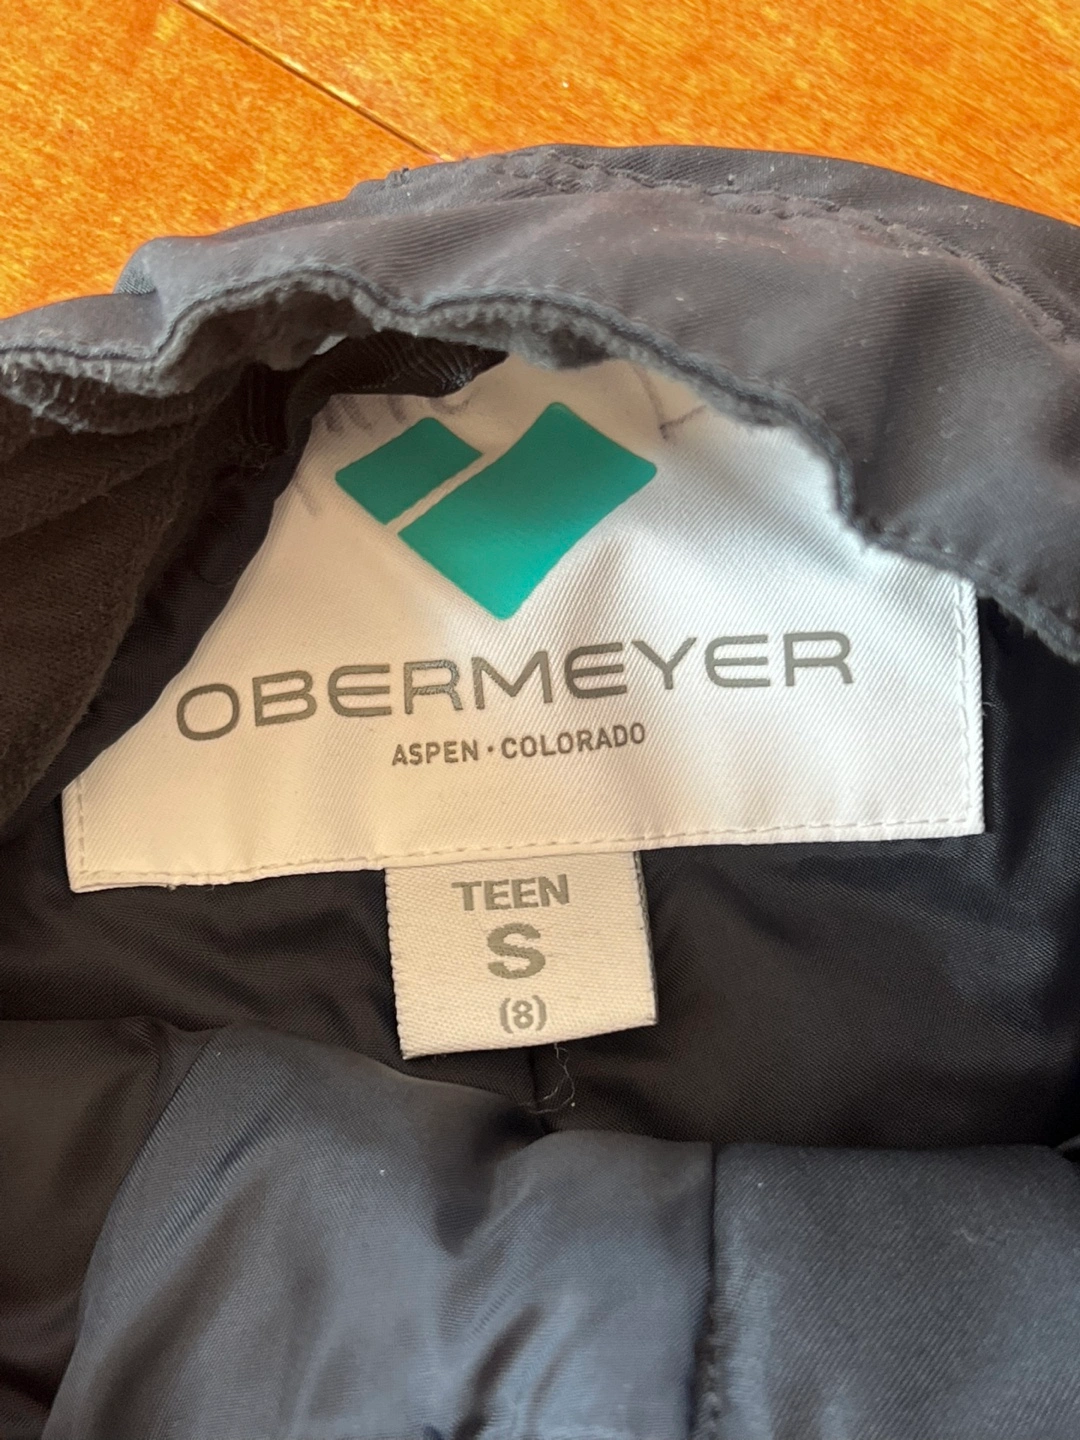 OBERMEYER
ASPEN · COLORADO
TEEN
S
(8)